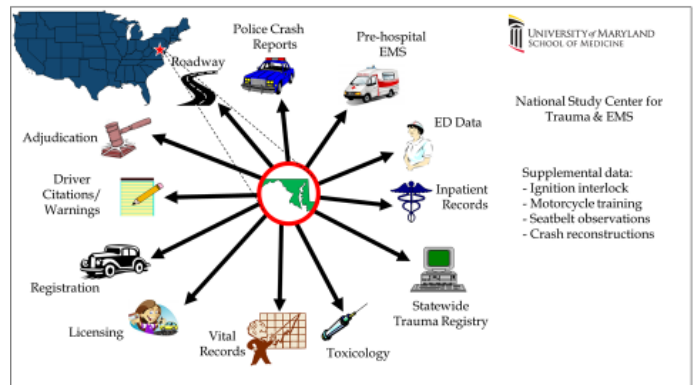 UNIVERSITY of MARYLAND
SCHOOL OF MEDICINE
Police Crash
Reports
Pre-hospital
EMS
Roadway
National Study Center for
Trauma & EMS
Adjudication
ED Data
Driver
Citations/
Warnings
Inpatient
Records
Supplemental data:
- Ignition interlock
- Motorcycle training
- Seatbelt observations
- Crash reconstructions
Registration
Statewide
Trauma Registry
Licensing
Vital
Records
Toxicology